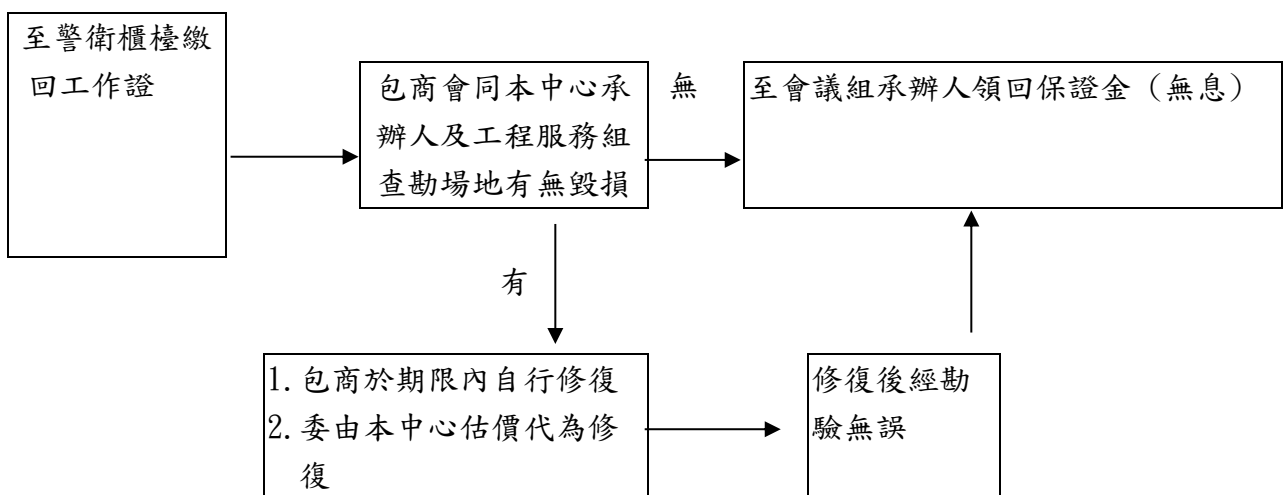 至警衛櫃檯繳
回工作證
包商會同本中心承
辦人及工程服務組
查勘場地有無毀損
無
至會議組承辦人領回保證金（無息）
有
1. 包商於期限內自行修復
2. 委由本中心估價代為修
復
修復後經勘
驗無誤